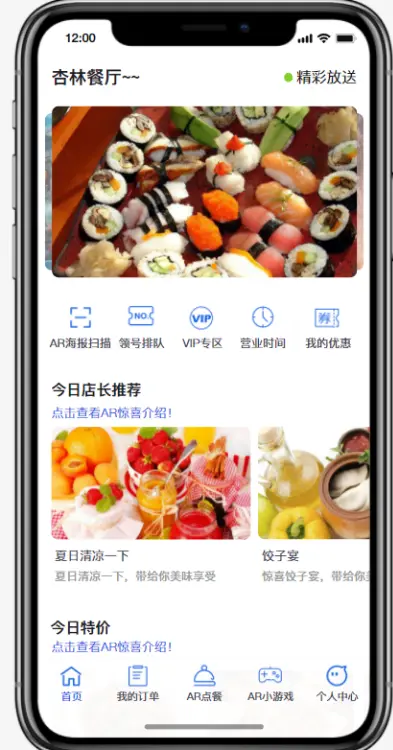 12:00
杏林餐厅~~
精彩放送
AR海报扫描 领号排队 VIP专区 营业时间 我的优惠
NO.
VIP
券
今日店长推荐
点击查看AR惊喜介绍！
夏日清凉一下
夏日清凉一下，带给你美味享受
饺子宴
惊喜饺子宴，带给你
今日特价
点击查看AR惊喜介绍！
首页 我的订单 AR点餐 AR小游戏 个人中心